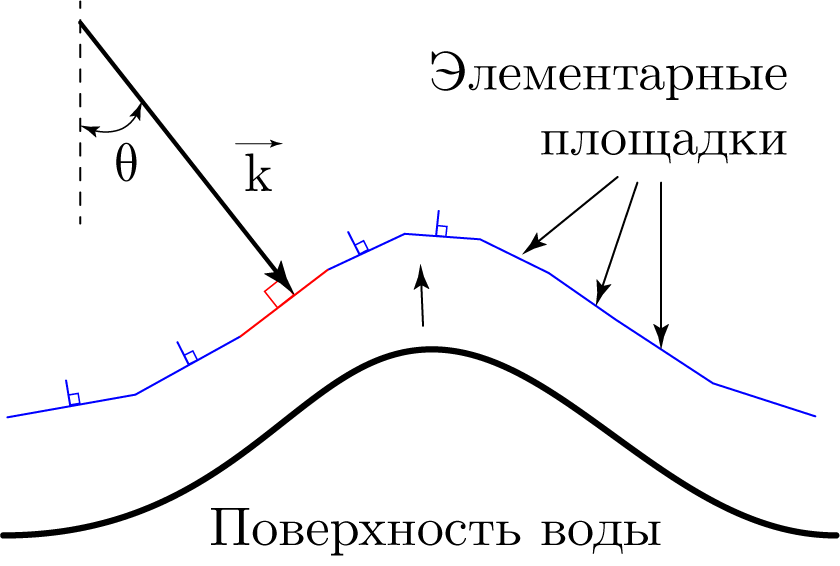 Элементарные
площадки
θ
k
Поверхность воды